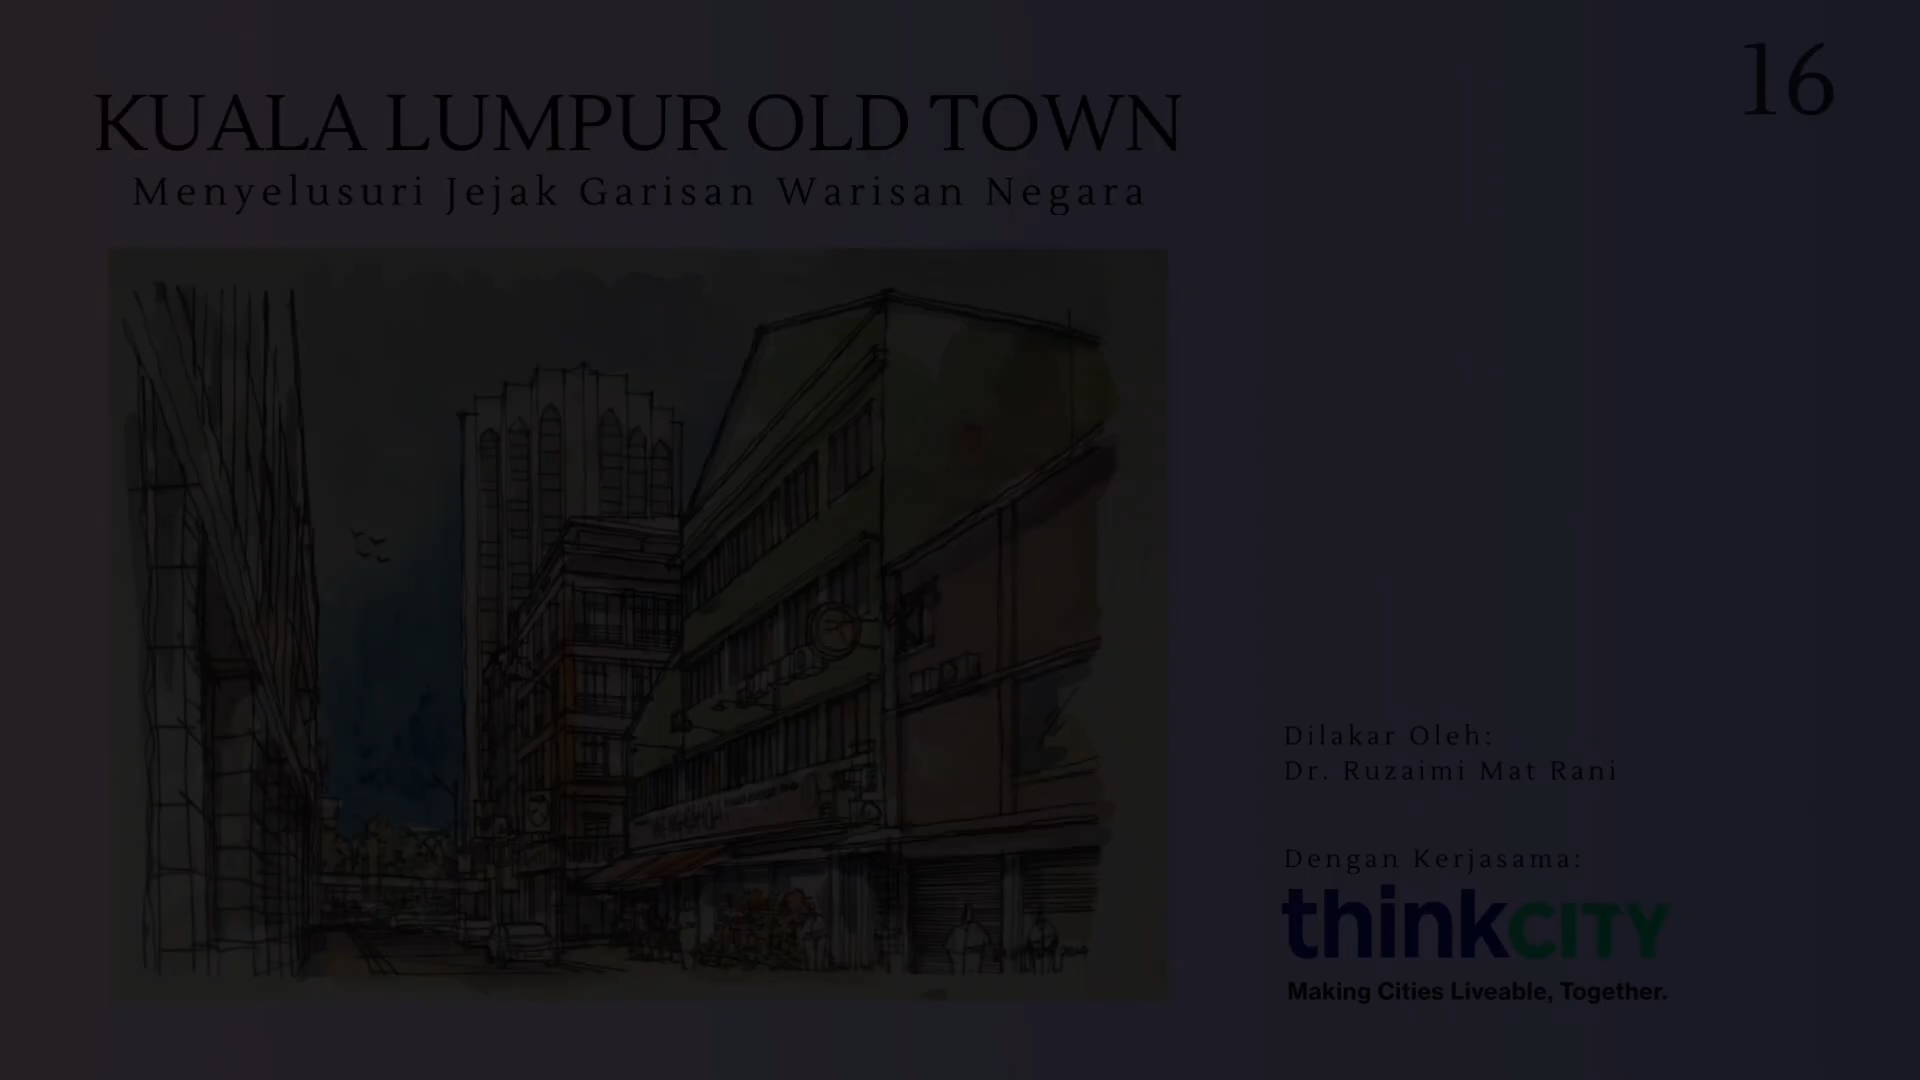 16
KUALA LUMPUR OLD TOWN
Menyelusuri Jejak Garisan Warisan Negara
Dilakar Oleh:
Dr. Ruzaimi Mat Rani
Dengan Kerjasama:
thinkCITY
Making Cities Liveable, Together.